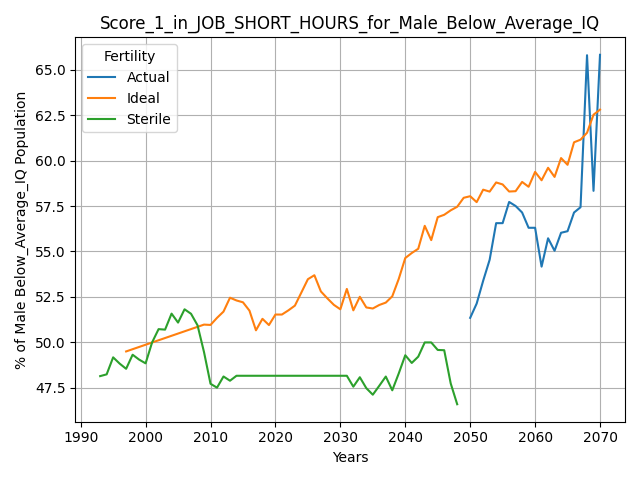 Score_1_in_JOB_SHORT_HOURS_for_Male_Below_Average_IQ
Fertility
Actual
Ideal
Sterile
% of Male Below_Average_IQ Population
65.0
62.5
60.0
57.5
55.0
52.5
50.0
47.5
1990 2000 2010 2020 2030 2040 2050 2060 2070
Years